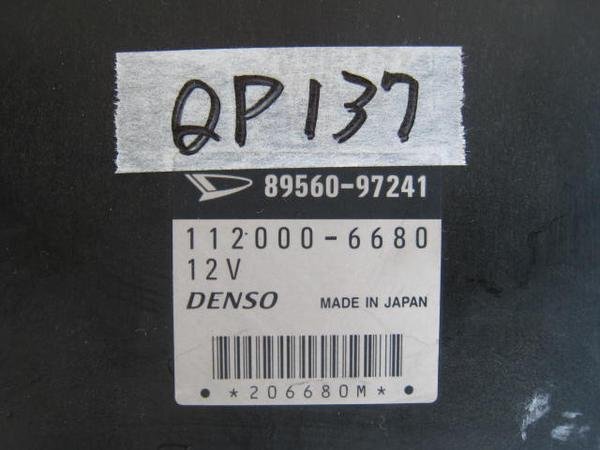 QP137
89560-97241
112000-6680
12V
DENSO MADE IN JAPAN
*206680M*